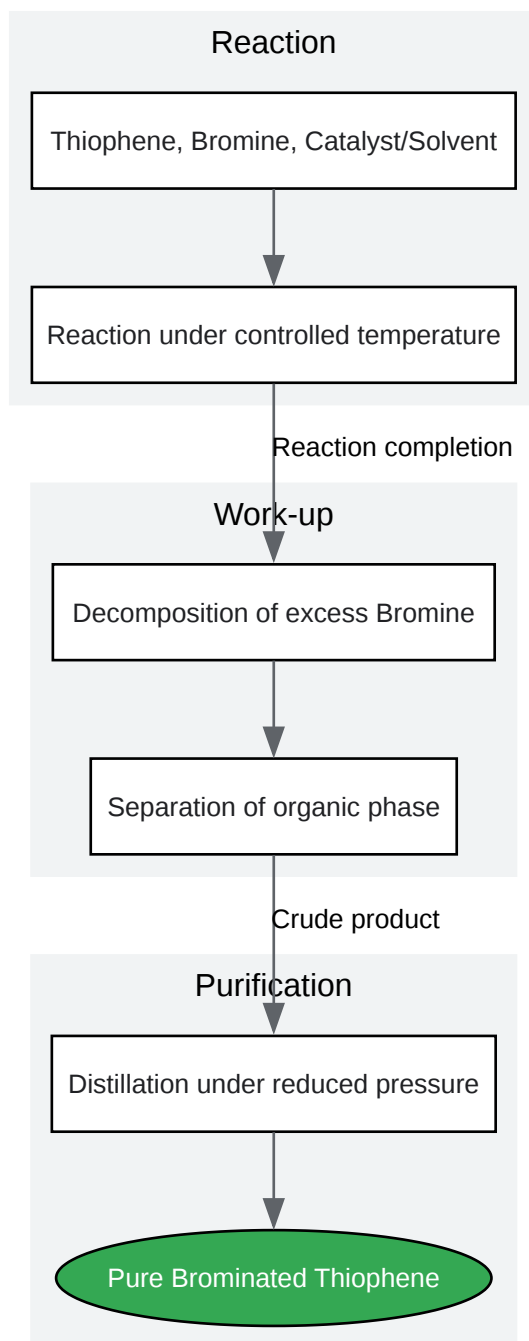 Reaction
Thiophene, Bromine, Catalyst/Solvent
Reaction under controlled temperature
Reaction completion
Work-up
Decomposition of excess Bromine
Separation of organic phase
Crude product
Purification
Distillation under reduced pressure
Pure Brominated Thiophene